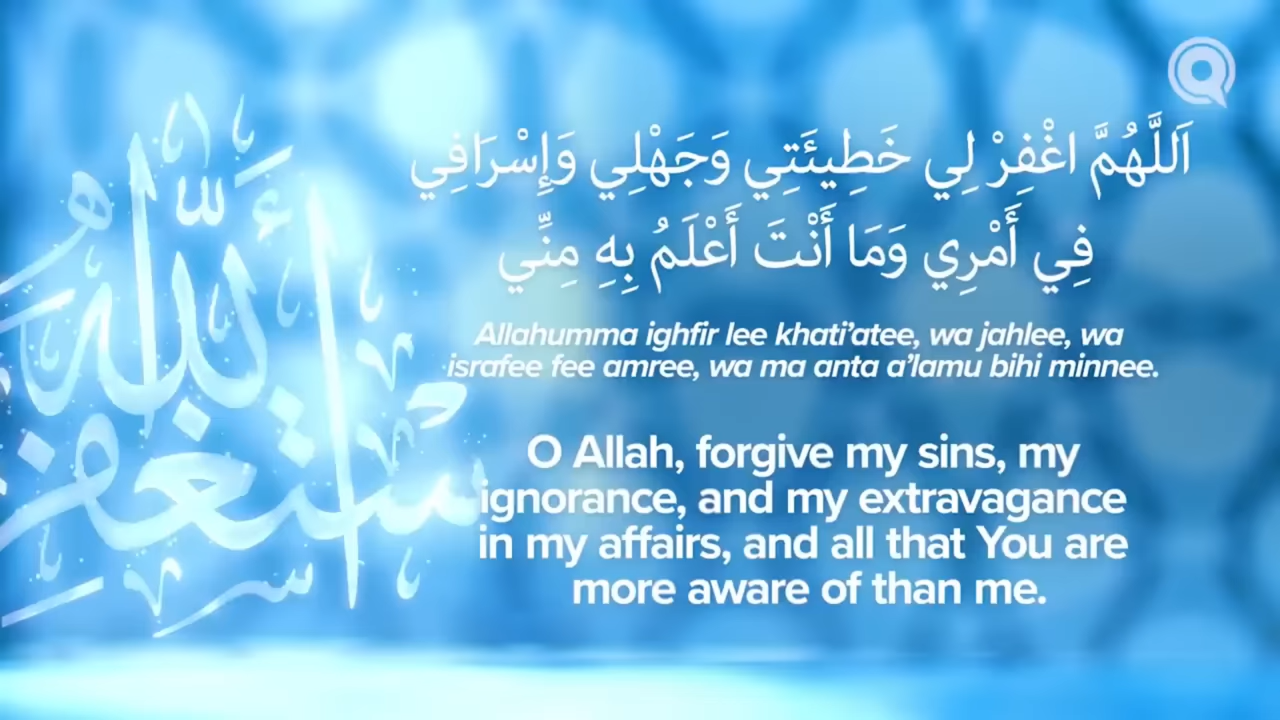 اَللَّهُمَّ اغْفِرْ لِي خَطِيئَتِي وَجَهْلِي وَإِسْرَافِي
فِي أَمْرِي وَمَا أَنْتَ أَعْلَمُ بِهِ مِنِّي
Allahumma ighfir lee khati’atee, wa jahlee, wa
israfee fee amree, wa ma anta a’lamu bihi minnee.
O Allah, forgive my sins, my
ignorance, and my extravagance
in my affairs, and all that You are
more aware of than me.
أستغفر الله